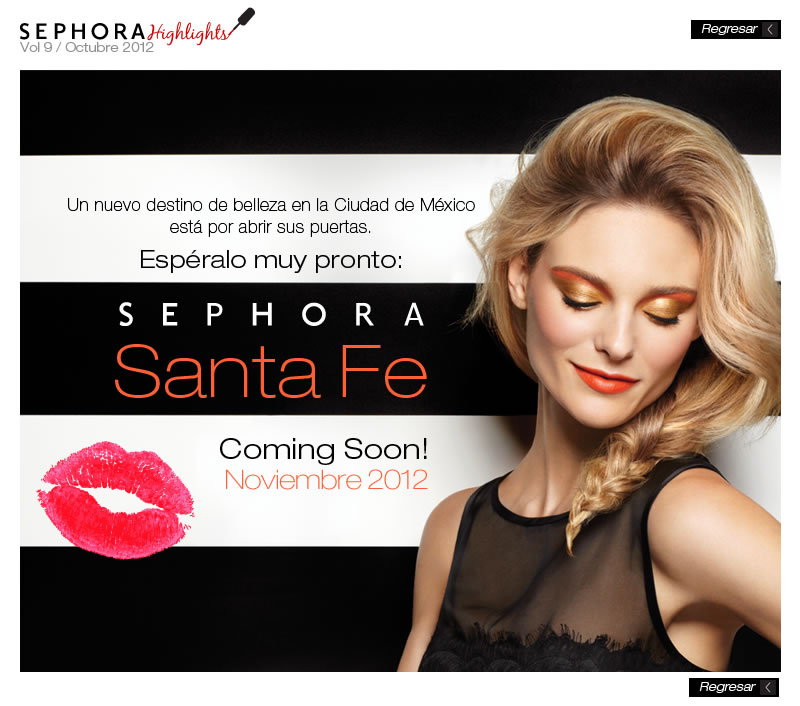 SEPHORA Highlights
Vol 9 / Octubre 2012
Regresar
Un nuevo destino de belleza en la Ciudad de México
está por abrir sus puertas.
Espéralo muy pronto:
SEPHORA
Santa Fe
Coming Soon!
Noviembre 2012
Regresar